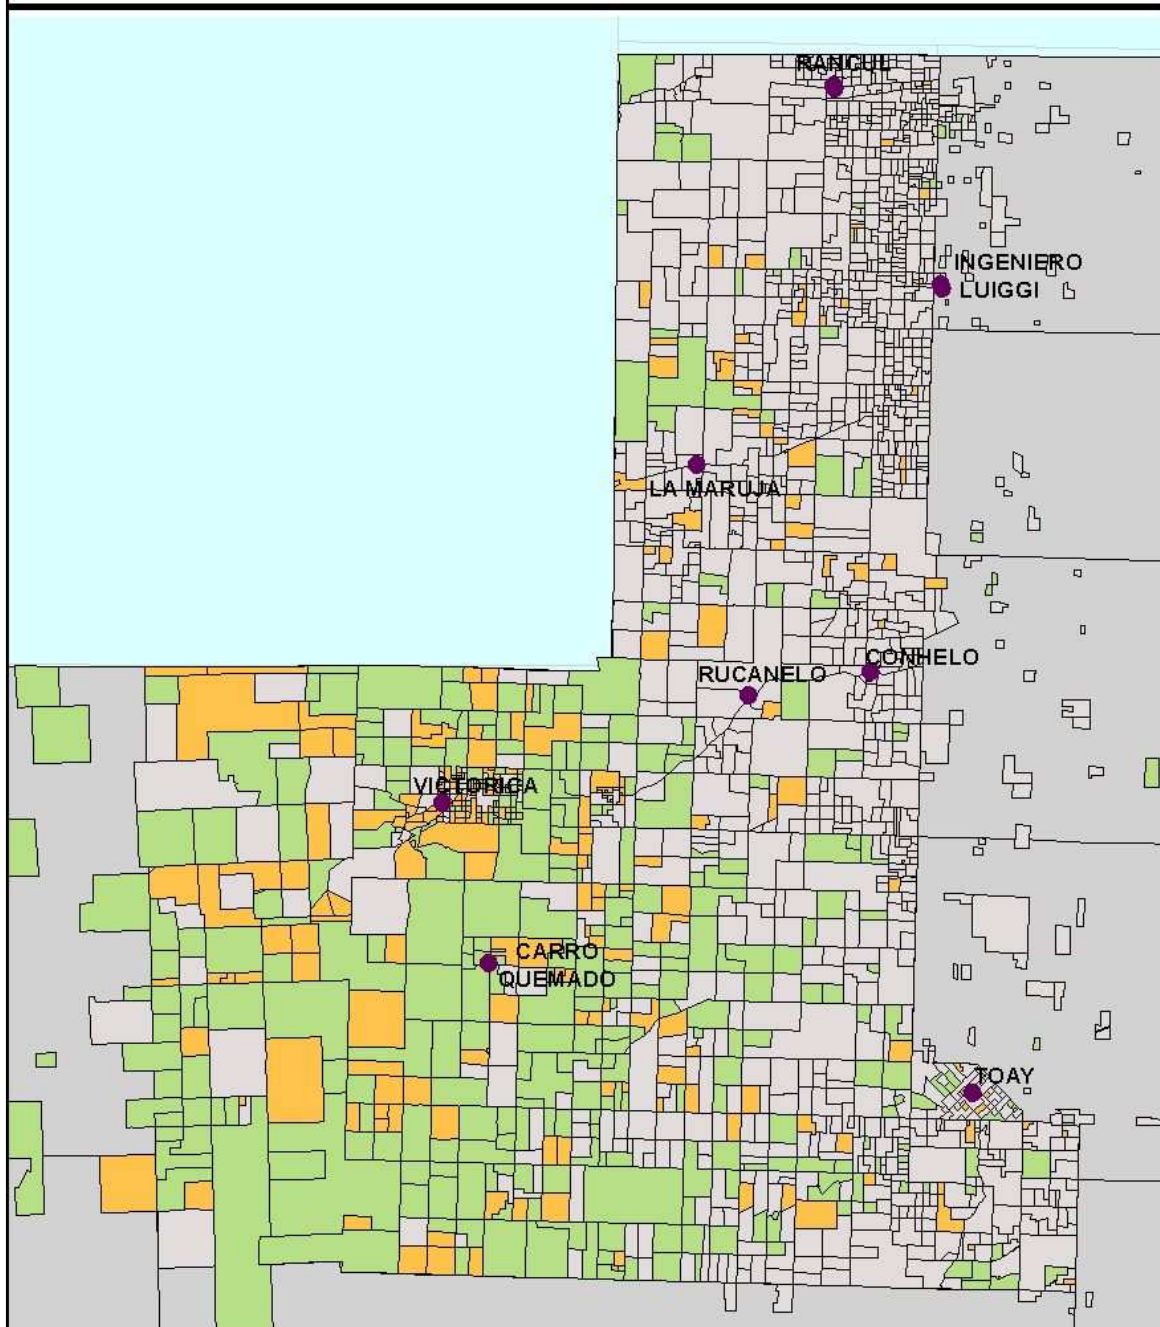 RANCUL
INGENIERO
LUIGGI
LA MARUJA
CONHELO
RUCANELO
VICTORICA
CARRO
QUEMADO
TOAY